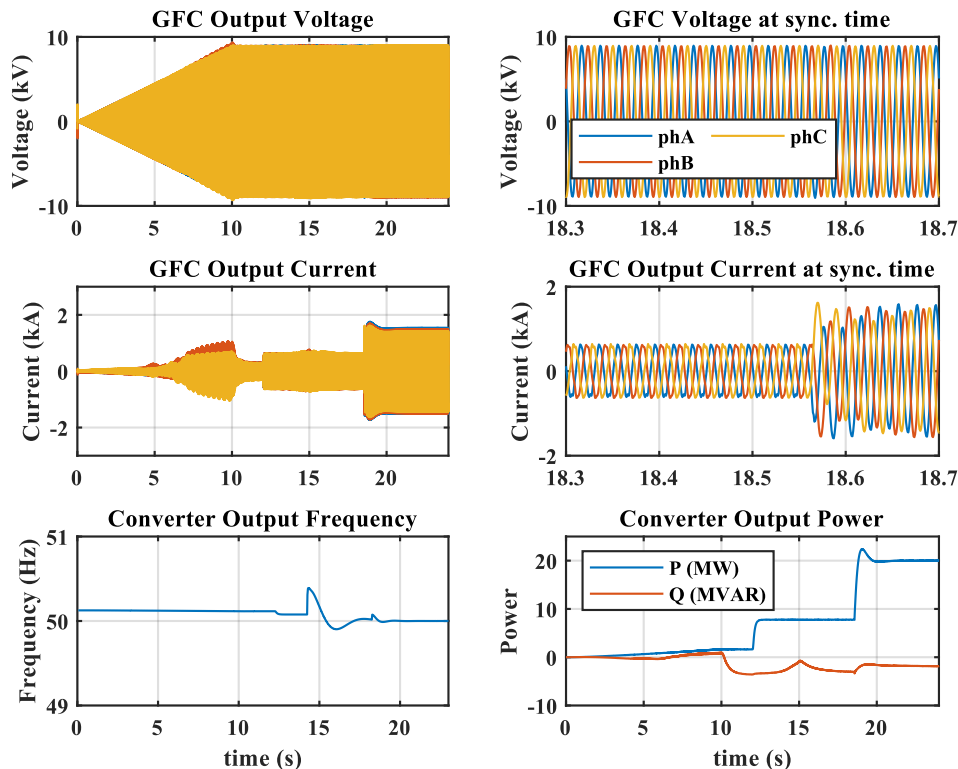 GFC Output Voltage
Voltage (kV)
10
0
-10
0 5 10 15 20
GFC Voltage at sync. time
Voltage (kV)
10
0
-10
phA phC
phB
18.3 18.4 18.5 18.6 18.7
GFC Output Current
Current (kA)
2
0
-2
0 5 10 15 20
GFC Output Current at sync. time
Current (kA)
2
0
-2
18.3 18.4 18.5 18.6 18.7
Converter Output Frequency
Frequency (Hz)
51
50
49
0 5 10 15 20
time (s)
Converter Output Power
Power
20
10
0
-10
P (MW)
Q (MVAR)
0 5 10 15 20
time (s)